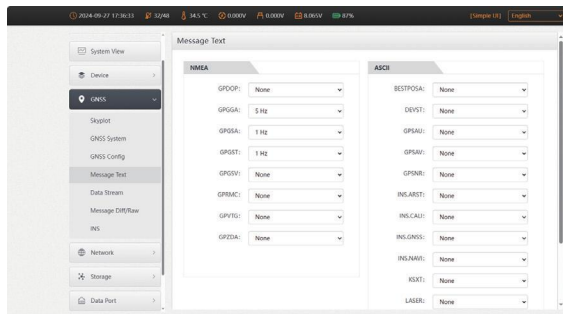 2024-09-27 17:36:33 32/48 34.5 °C 0.000V 0.000V 8.065V 87% [Simple UI] English
System View
Device
GNSS
Skyplot
GNSS System
GNSS Config
Message Text
Data Stream
Message Diff/Raw
INS
Network
Storage
Data Port
Message Text
NMEA
GPDOP: None
GPGGA: 5 Hz
GPGSA: 1 Hz
GPGST: 1 Hz
GPGSV: None
GPRMC: None
GPVTG: None
GPZDA: None
ASCII
BESTPOSA: None
DEVST: None
GPSAU: None
GPSAV: None
GPSNR: None
INS.ARST: None
INS.CALI: None
INS.GNSS: None
INS.NAVI: None
KSXT: None
LASER: None